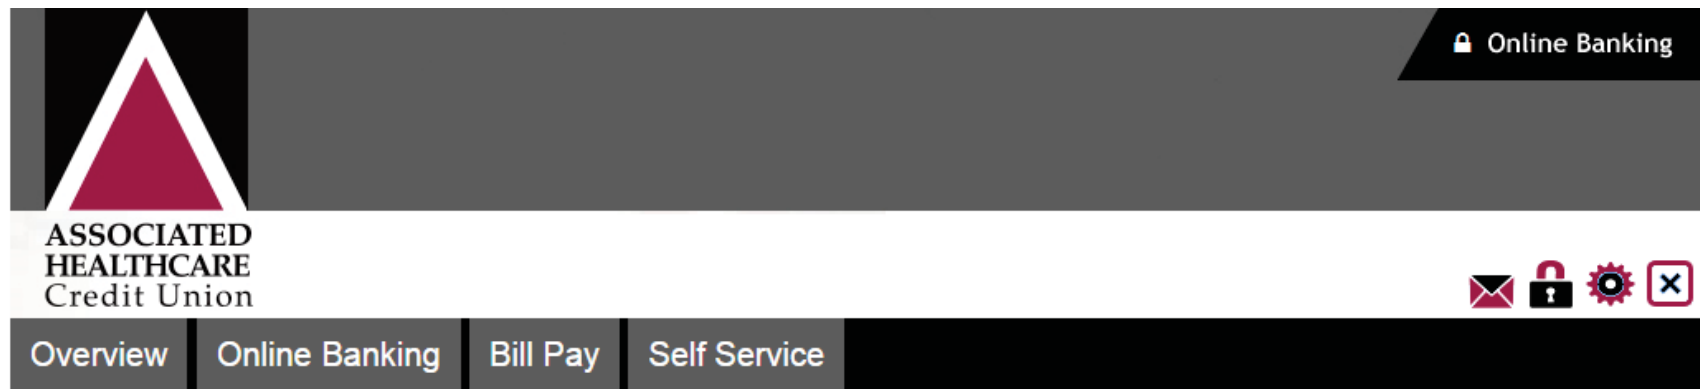 Online Banking
ASSOCIATED
HEALTHCARE
Credit Union
Overview Online Banking Bill Pay Self Service